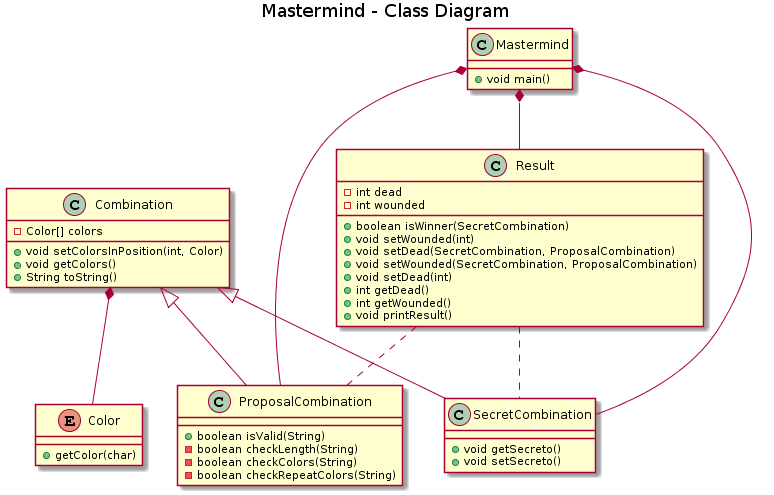 Mastermind - Class Diagram
C Mastermind
void main()
C Result
int dead
int wounded
boolean isWinner(SecretCombination)
void setWounded(int)
void setDead(SecretCombination, ProposalCombination)
void setWounded(SecretCombination, ProposalCombination)
void setDead(int)
int getDead()
int getWounded()
void printResult()
C Combination
Color[] colors
void setColorsInPosition(int, Color)
void getColors()
String toString()
E Color
getColor(char)
C ProposalCombination
boolean isValid(String)
boolean checkLength(String)
boolean checkColors(String)
boolean checkRepeatColors(String)
C SecretCombination
void getSecreto()
void setSecreto()